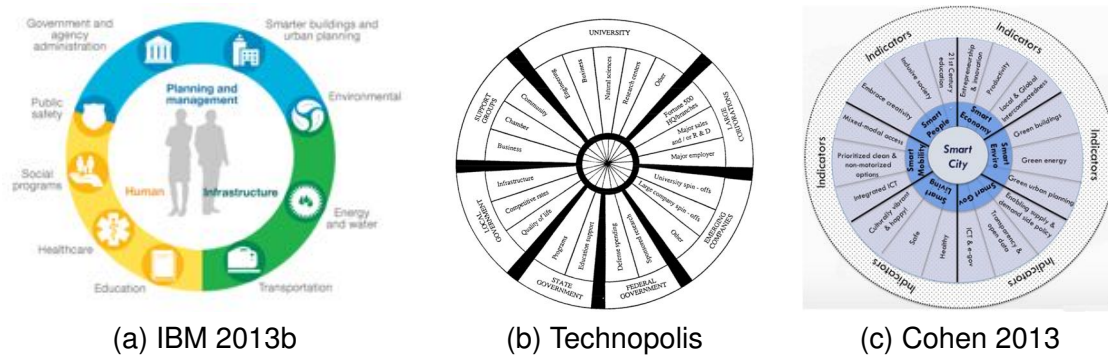 Government and
agency
administration
Smarter buildings and
urban planning
Public
safety
Planning and
management
Environmental
Social
programs
Human
Infrastructure
Healthcare
Energy
and water
Education
Transportation
(a) IBM 2013b
UNIVERSITY
Engineering
Business
Natural sciences
Research centers
Other
LARGE
CORPORATIONS
Fortune 500
HQ/branches
Major sales
and / or R & D
Major employer
EMERGING
COMPANIES
University spin - offs
Large company spin - offs
Other
FEDERAL
GOVERNMENT
Sponsored research
Defense spending
STATE
GOVERNMENT
Education support
Programs
LOCAL
GOVERNMENT
Quality of life
Competitive rates
Infrastructure
SUPPORT
GROUPS
Business
Chamber
Community
(b) Technopolis
Indicators
Indicators
Indicators
Indicators
Indicators
Indicators
Smart
City
Smart
Economy
Entrepreneurship
& innovation
Productivity
Local & Global
Interconnectedness
Smart
Enviro
Green buildings
Green energy
Green urban planning
Smart Gov
Enabling supply &
demand side policy
Transparency &
open data
ICT & e-gov
Smart
Living
Healthy
Safe
Culturally vibrant
& happy!
Smart
Mobility
Integrated ICT
Prioritized clean &
non-motorized
options
Mixed-modal access
Smart
People
Embrace creativity
Inclusive society
21st Century
education
(c) Cohen 2013